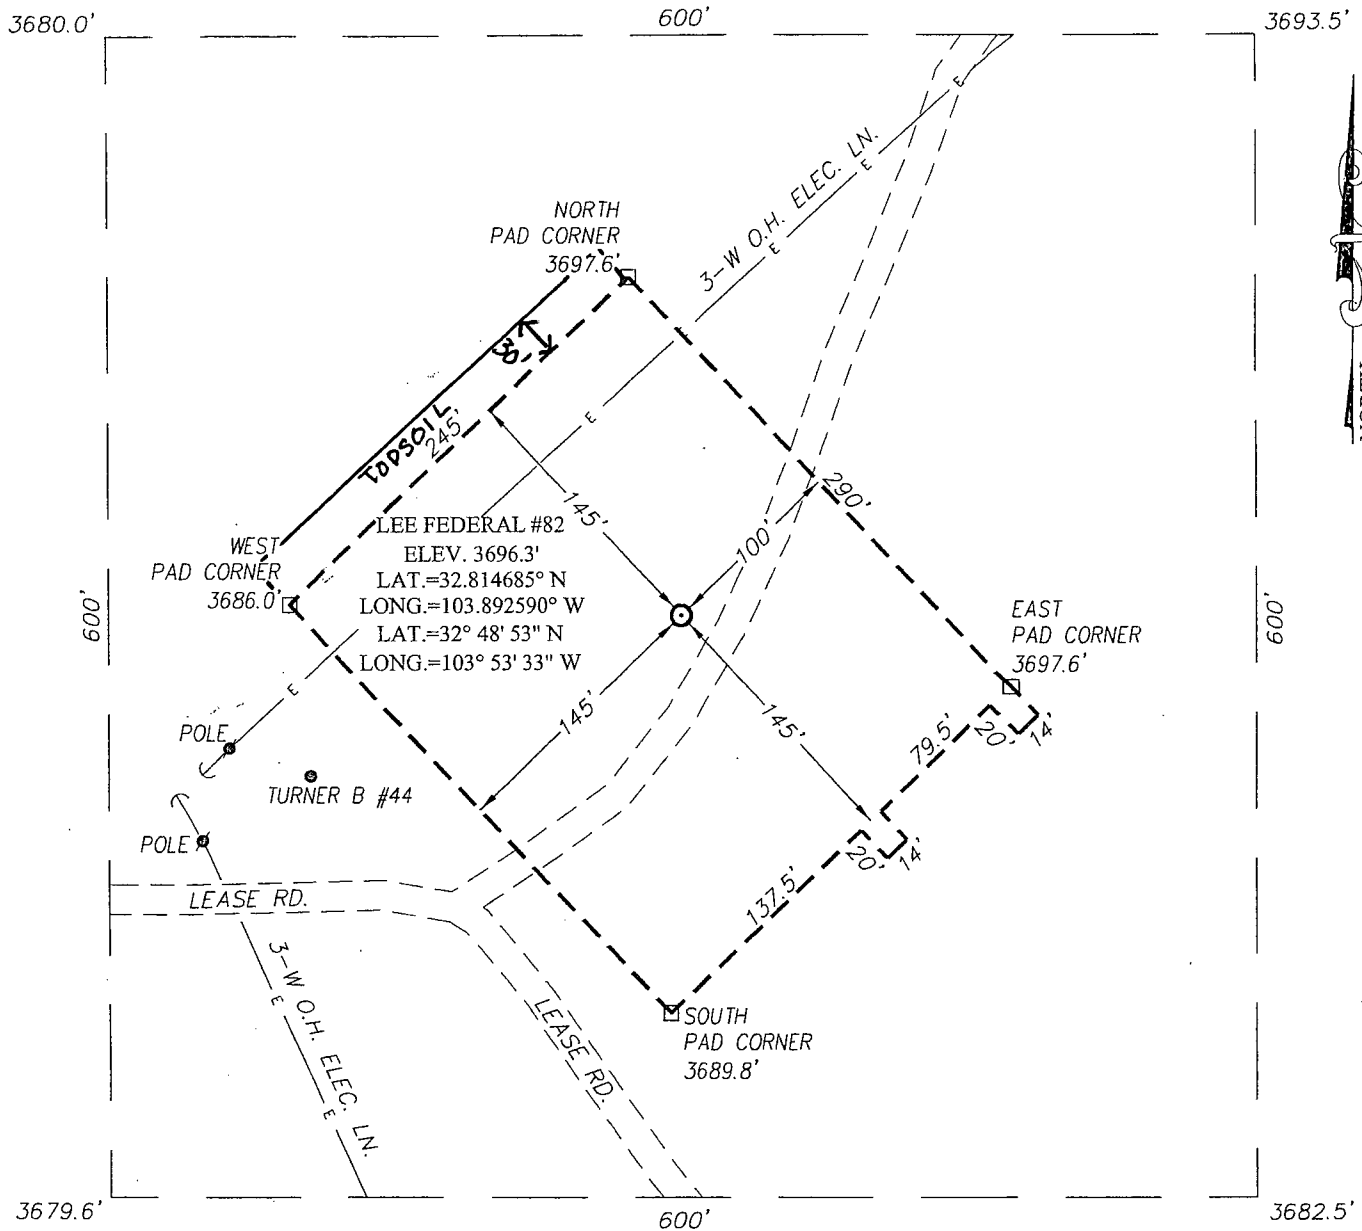 3680.0'
600'
3693.5'
3-W O.H. ELEC. LN.
E
E
E
E
E
NORTH
PAD CORNER
3697.6'
30'
TOPSOIL
245'
NORTH
145'
290'
100'
LEE FEDERAL #82
ELEV. 3696.3'
LAT.=32.814685° N
LONG.=103.892590° W
LAT.=32° 48' 53" N
LONG.=103° 53' 33" W
WEST
PAD CORNER
3686.0'
600'
600'
EAST
PAD CORNER
3697.6'
145'
145'
79.5'
20'
14'
POLE
TURNER B #44
POLE
20'
14'
137.5'
LEASE RD.
3-W O.H. ELEC. LN.
E
E
LEASE RD.
SOUTH
PAD CORNER
3689.8'
3679.6'
600'
3682.5'